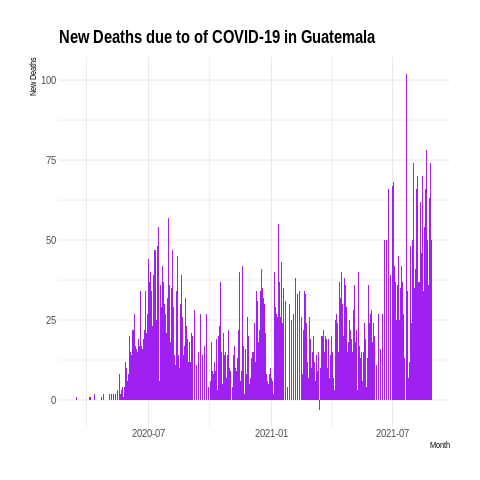 New Deaths due to of COVID-19 in Guatemala
New Deaths
100
75
50
25
0
2020-07
2021-01
2021-07
Month